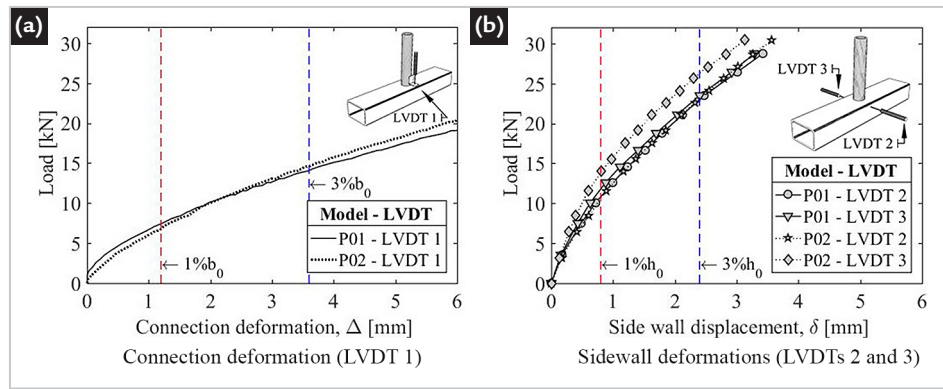 (a)
30
25
20
15
10
5
0
Load [kN]
LVDT 1
3%b₀
Model - LVDT
P01 - LVDT 1
P02 - LVDT 1
1%b₀
0 1 2 3 4 5 6
Connection deformation, Δ [mm]
Connection deformation (LVDT 1)
(b)
30
25
20
15
10
5
0
Load [kN]
LVDT 3
LVDT 2
Model - LVDT
P01 - LVDT 2
P01 - LVDT 3
P02 - LVDT 2
P02 - LVDT 3
1%h₀
3%h₀
0 1 2 3 4 5 6
Side wall displacement, δ [mm]
Sidewall deformations (LVDTs 2 and 3)